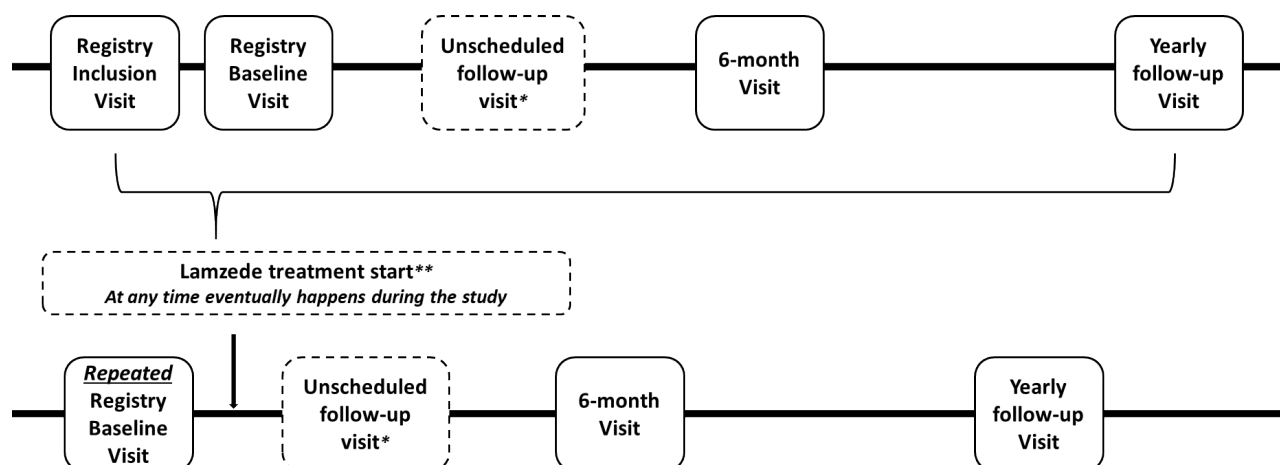 Registry
Inclusion
Visit
Registry
Baseline
Visit
Unscheduled
follow-up
visit*
6-month
Visit
Yearly
follow-up
Visit
Lamzede treatment start**
At any time eventually happens during the study
Repeated
Registry
Baseline
Visit
Unscheduled
follow-up
visit*
6-month
Visit
Yearly
follow-up
Visit